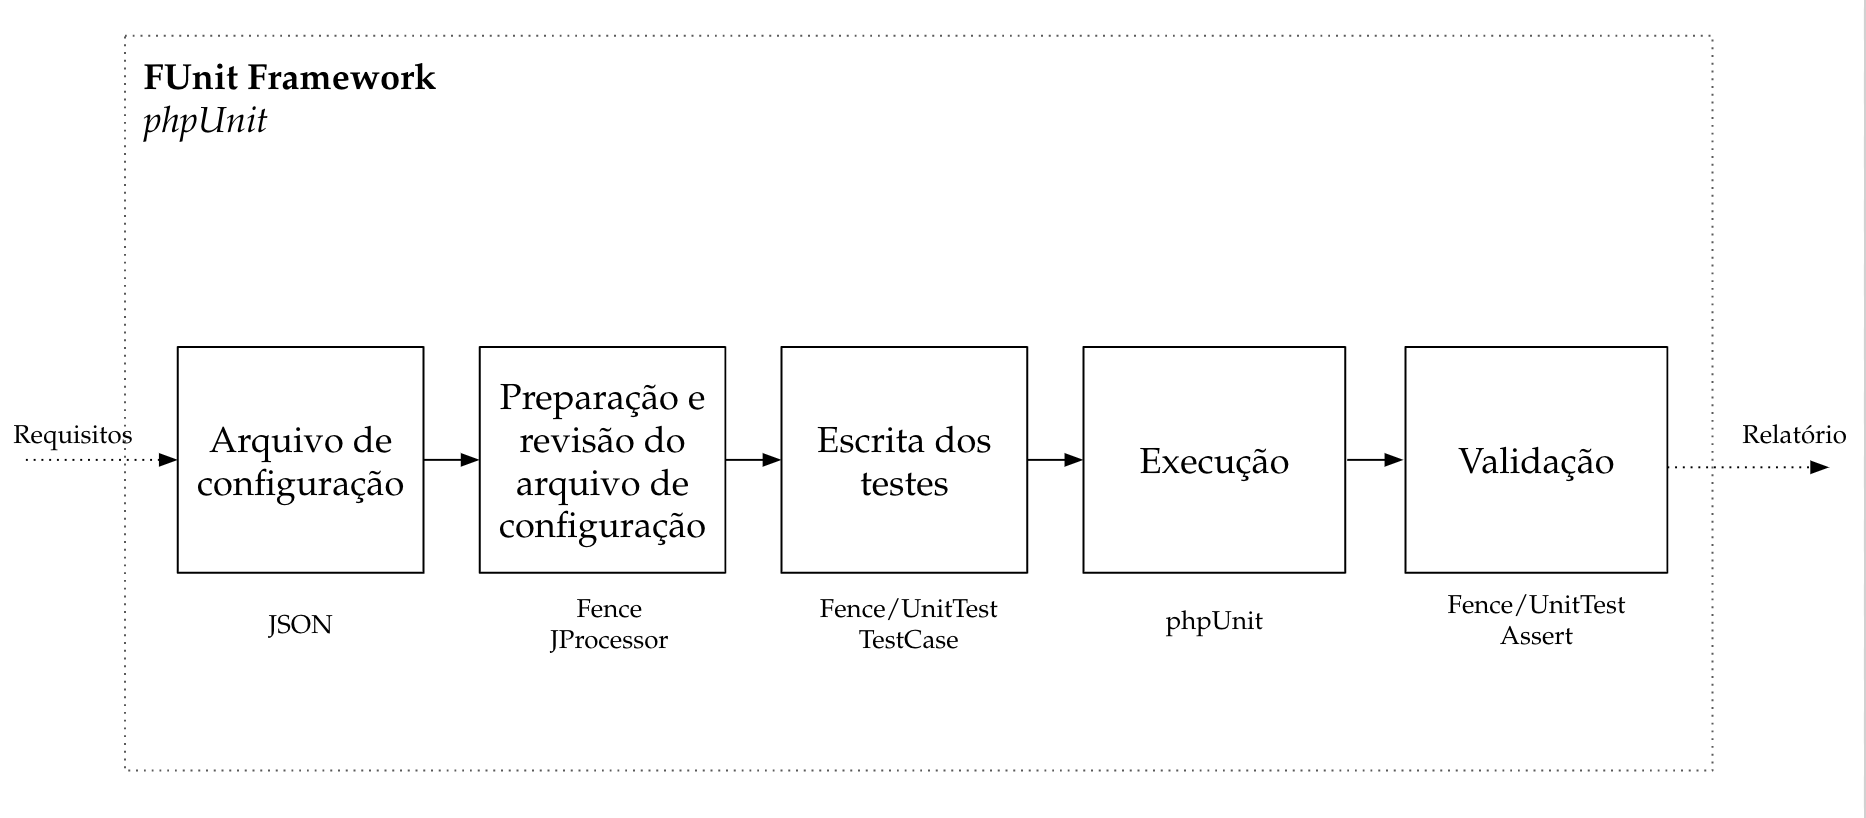 FUnit Framework
phpUnit
Requisitos
Arquivo de
configuração
JSON
Preparação e
revisão do
arquivo de
configuração
Fence
JProcessor
Escrita dos
testes
Fence/UnitTest
TestCase
Execução
phpUnit
Validação
Fence/UnitTest
Assert
Relatório